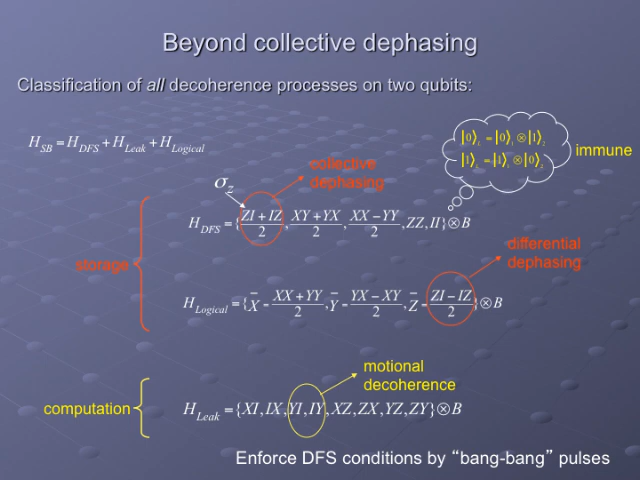 Beyond collective dephasing
Classification of all decoherence processes on two qubits:
H_SB = H_DFS + H_Leak + H_Logical
|0⟩_L = |0⟩_1 ⊗ |1⟩_2
|1⟩_L = |1⟩_1 ⊗ |0⟩_2
immune
collective
dephasing
σ_z
H_DFS = {(ZI + IZ)/2, (XY + YX)/2, (XX − YY)/2, ZZ, II} ⊗ B
differential
dephasing
storage
H_Logical = {X̄ = (XX + YY)/2, Ȳ = (YX − XY)/2, Z̄ = (ZI − IZ)/2} ⊗ B
motional
decoherence
computation
H_Leak = {XI, IX, YI, IY, XZ, ZX, YZ, ZY} ⊗ B
Enforce DFS conditions by “bang-bang” pulses